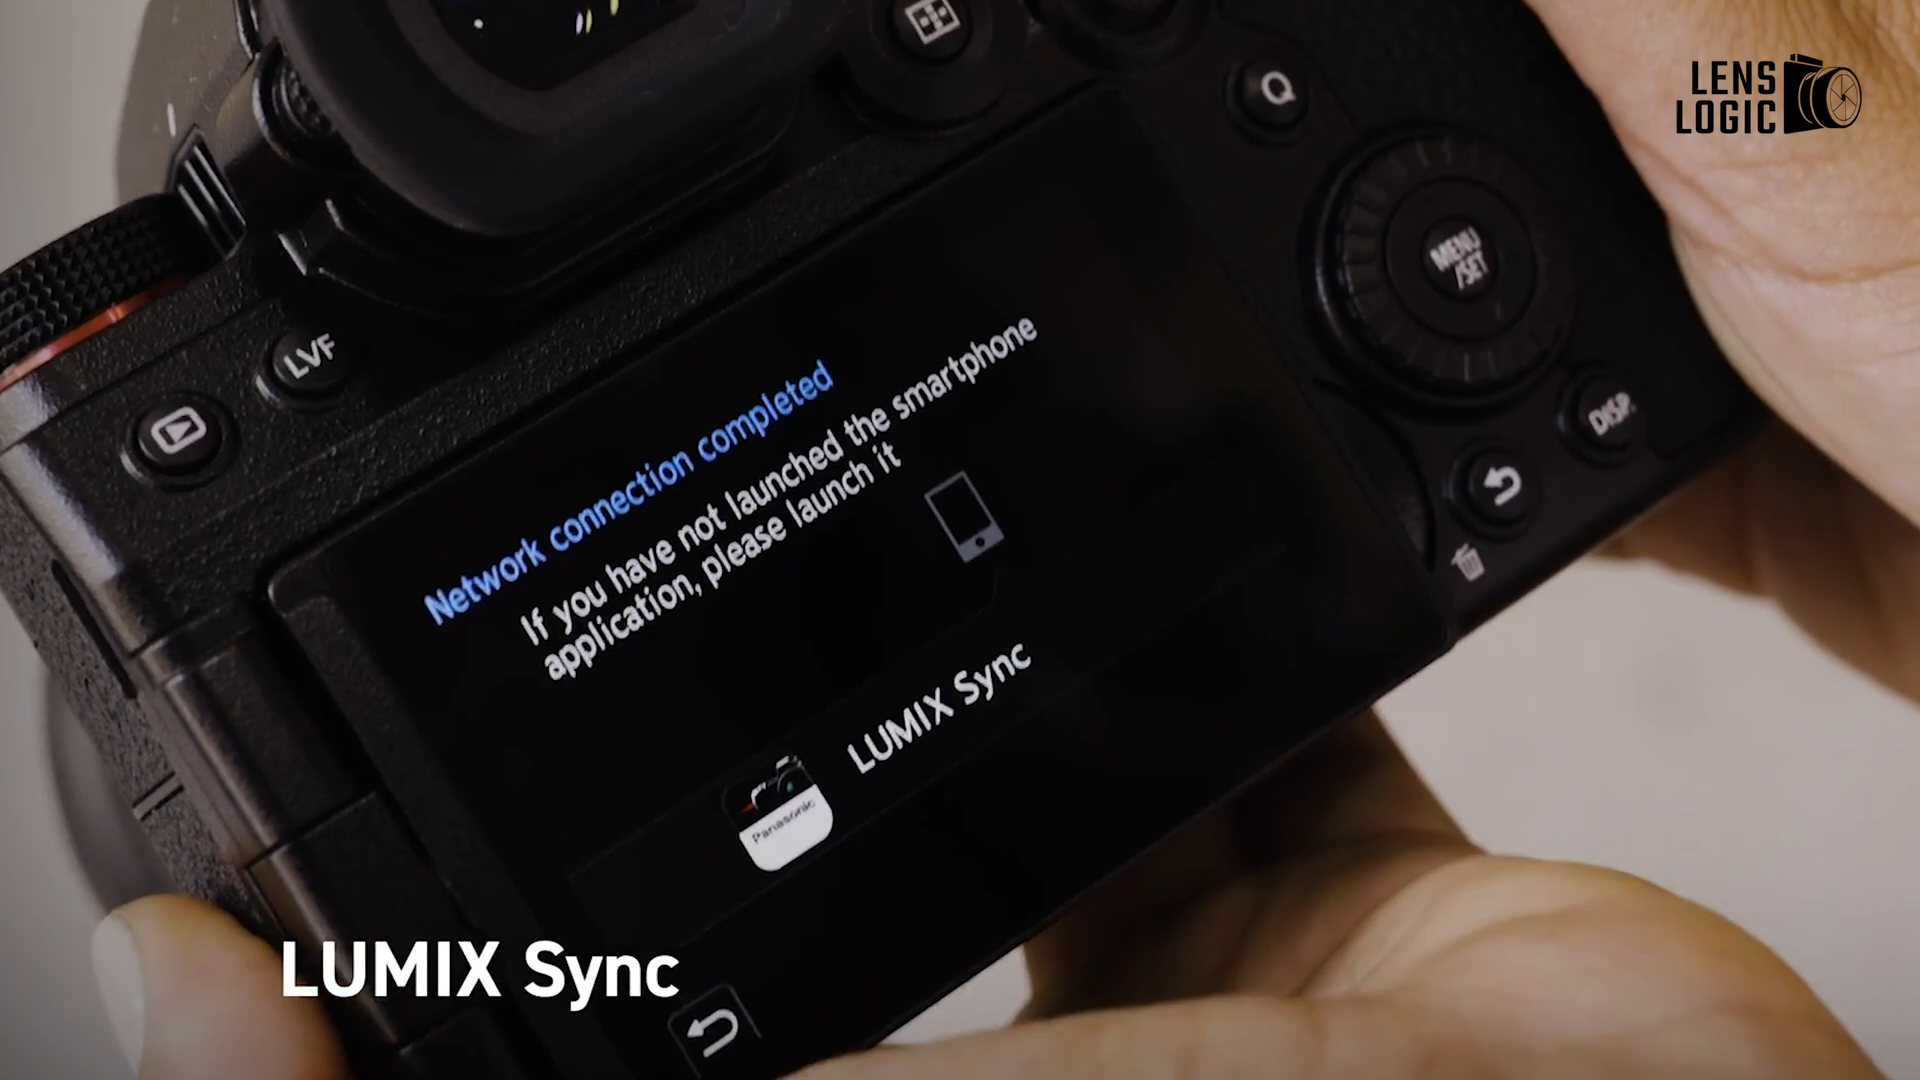 LENS
LOGIC
Q
MENU
/SET
LVF
DISP.
Network connection completed
If you have not launched the smartphone
application, please launch it
LUMIX Sync
Panasonic
LUMIX Sync